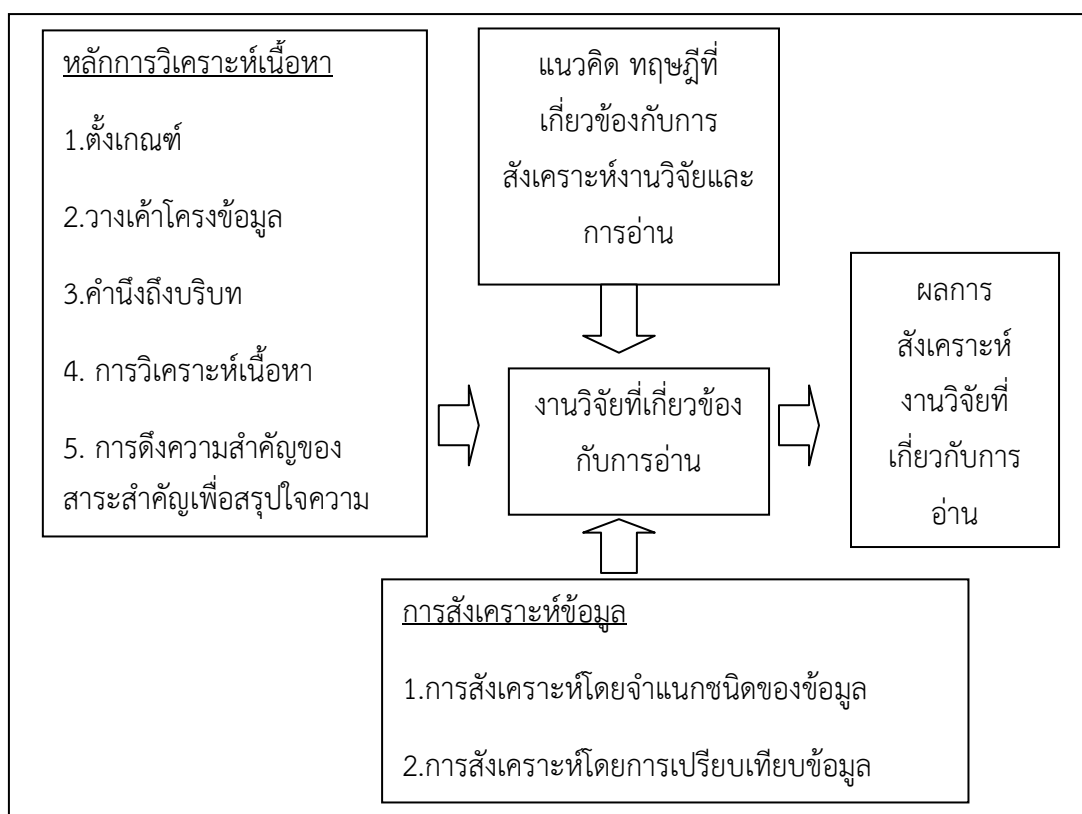 หลักการวิเคราะห์เนื้อหา
1.ตั้งเกณฑ์
2.วางเค้าโครงข้อมูล
3.คำนึงถึงบริบท
4. การวิเคราะห์เนื้อหา
5. การดึงความสำคัญของ
สาระสำคัญเพื่อสรุปใจความ
แนวคิด ทฤษฎีที่
เกี่ยวข้องกับการ
สังเคราะห์งานวิจัยและ
การอ่าน
งานวิจัยที่เกี่ยวข้อง
กับการอ่าน
ผลการ
สังเคราะห์
งานวิจัยที่
เกี่ยวกับการ
อ่าน
การสังเคราะห์ข้อมูล
1.การสังเคราะห์โดยจำแนกชนิดของข้อมูล
2.การสังเคราะห์โดยการเปรียบเทียบข้อมูล